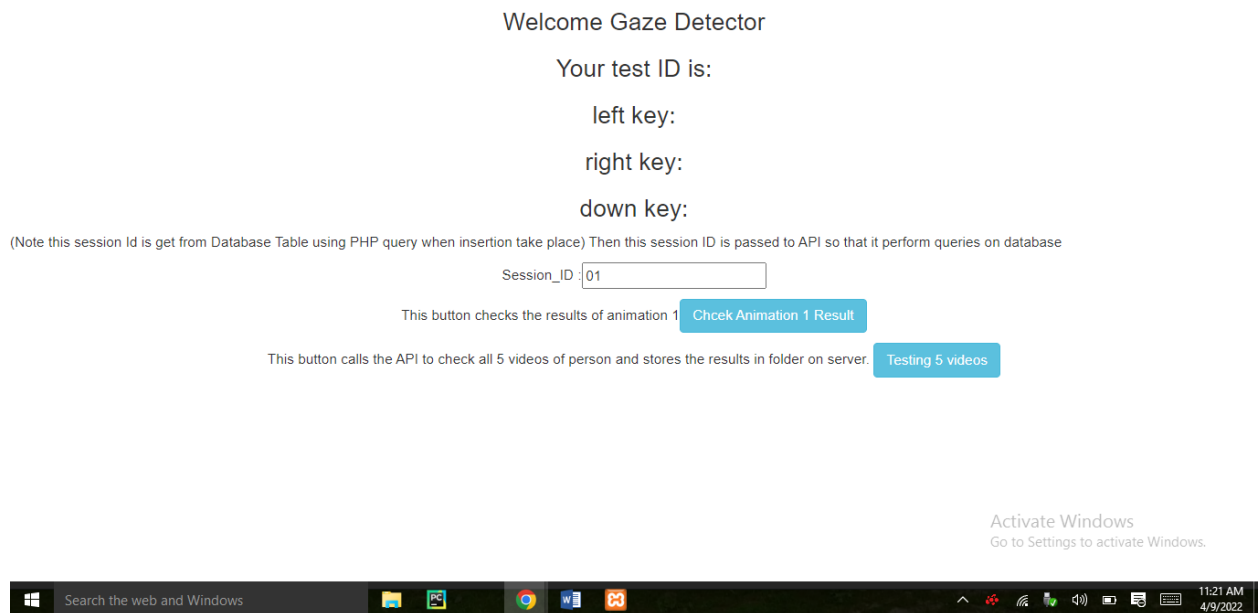 Welcome Gaze Detector
Your test ID is:
left key:
right key:
down key:
(Note this session Id is get from Database Table using PHP query when insertion take place) Then this session ID is passed to API so that it perform queries on database
Session_ID : 01
This button checks the results of animation 1 Chcek Animation 1 Result
This button calls the API to check all 5 videos of person and stores the results in folder on server. Testing 5 videos
Activate Windows
Go to Settings to activate Windows.
Search the web and Windows
PC
W
11:21 AM
4/9/2022